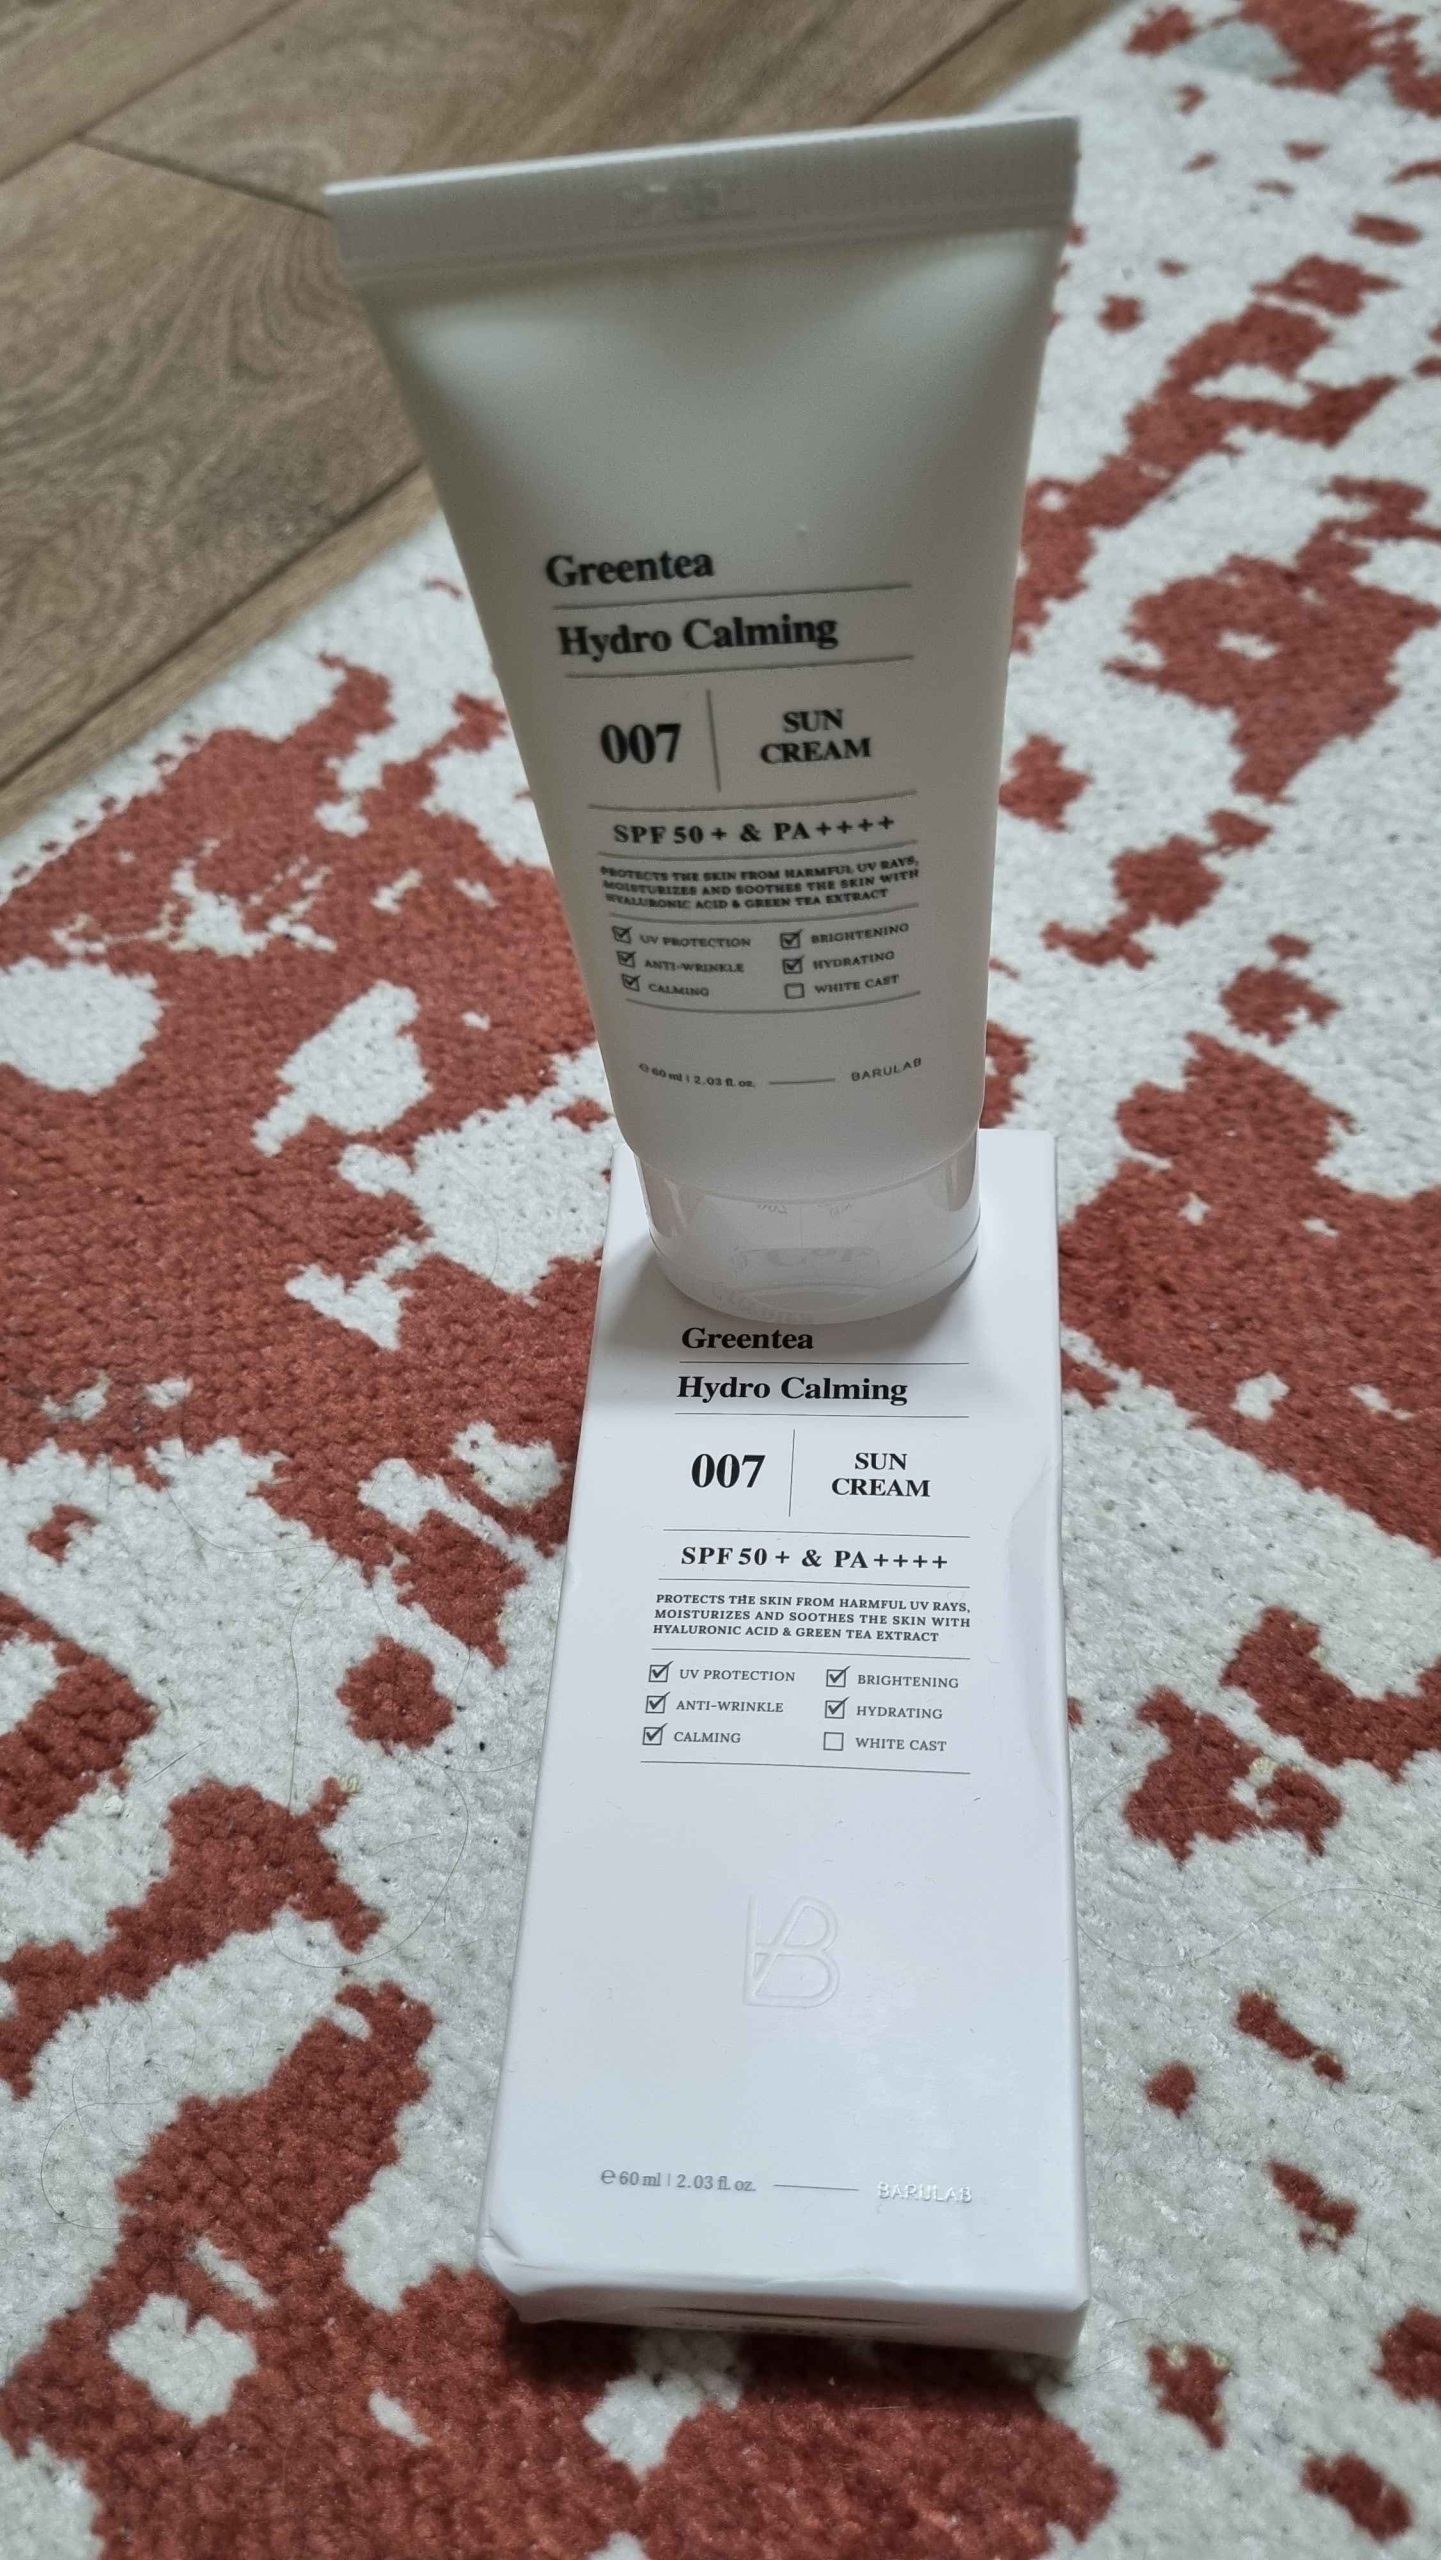 Greentea
Hydro Calming
007
SUN
CREAM
SPF 50 + & PA ++++
PROTECTS THE SKIN FROM HARMFUL UV RAYS,
MOISTURIZES AND SOOTHES THE SKIN WITH
HYALURONIC ACID & GREEN TEA EXTRACT
UV PROTECTION BRIGHTENING
ANTI-WRINKLE HYDRATING
CALMING WHITE CAST
℮ 60 ml | 2.03 fl. oz. BARULAB
Greentea
Hydro Calming
007
SUN
CREAM
SPF 50 + & PA ++++
PROTECTS THE SKIN FROM HARMFUL UV RAYS,
MOISTURIZES AND SOOTHES THE SKIN WITH
HYALURONIC ACID & GREEN TEA EXTRACT
UV PROTECTION BRIGHTENING
ANTI-WRINKLE HYDRATING
CALMING WHITE CAST
℮ 60 ml | 2.03 fl. oz. BARULAB